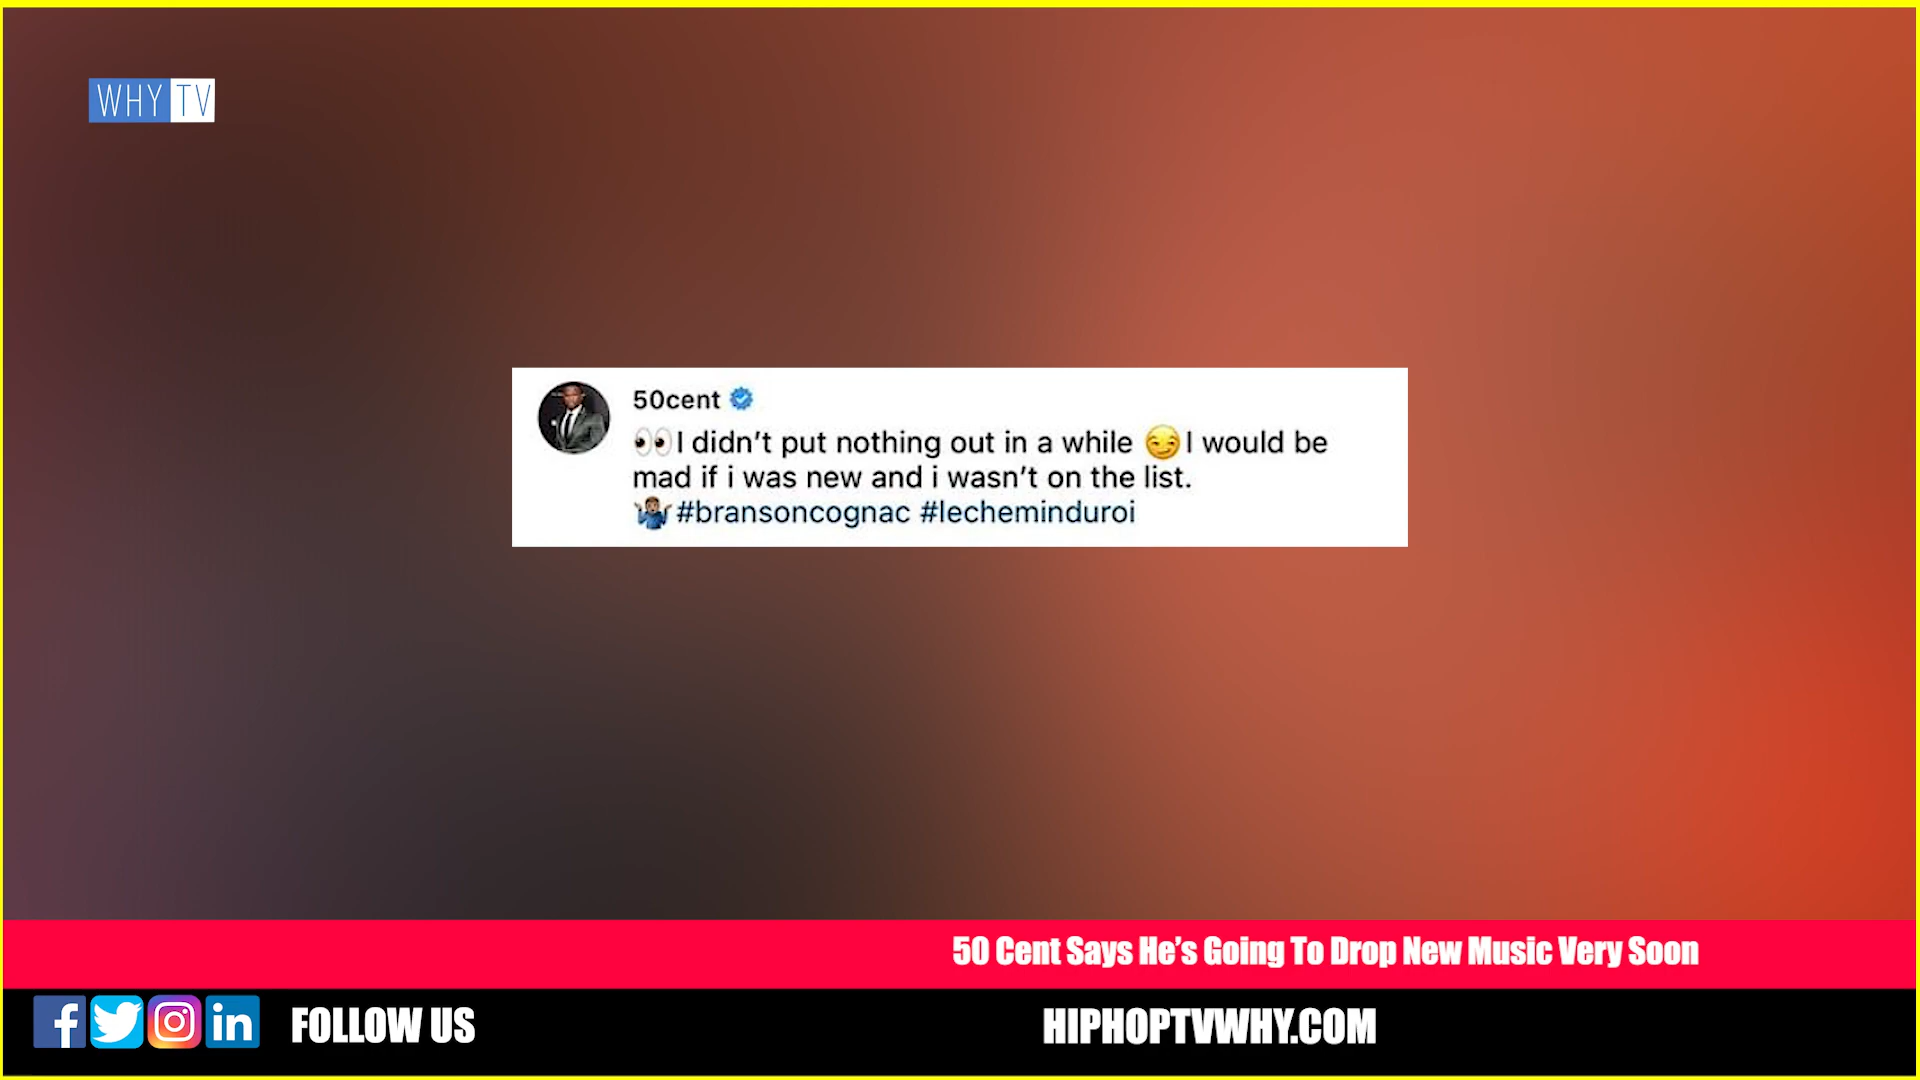 WHY TV
50cent
👀I didn't put nothing out in a while 😏I would be
mad if i was new and i wasn't on the list.
🤷🏽‍♂️#bransoncognac #lecheminduroi
50 Cent Says He's Going To Drop New Music Very Soon
FOLLOW US
HIPHOPTVWHY.COM